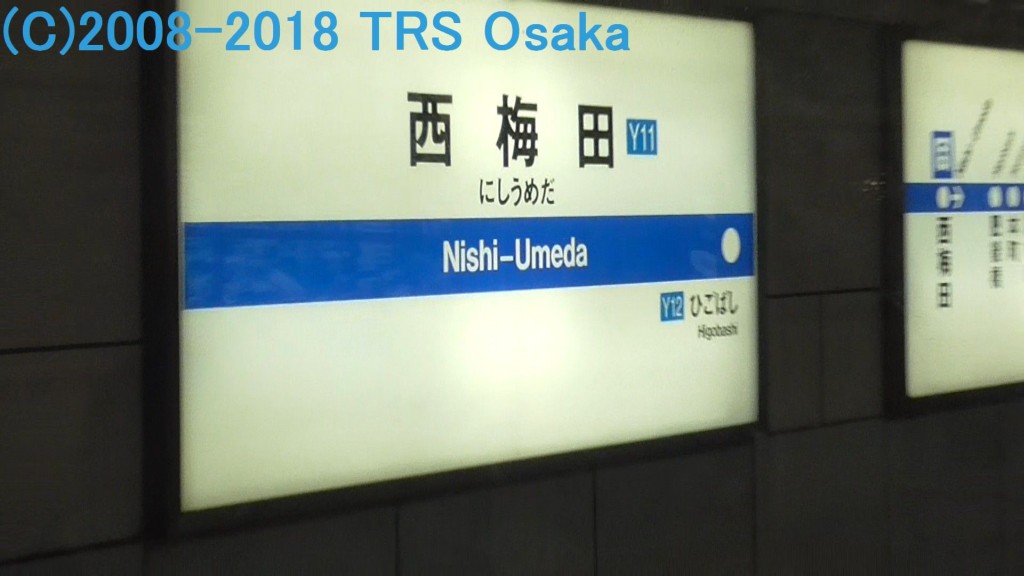 (C)2008-2018 TRS Osaka
西梅田 Y11
にしうめだ
Nishi-Umeda
Y12 ひごばし
Higobashi
西梅田